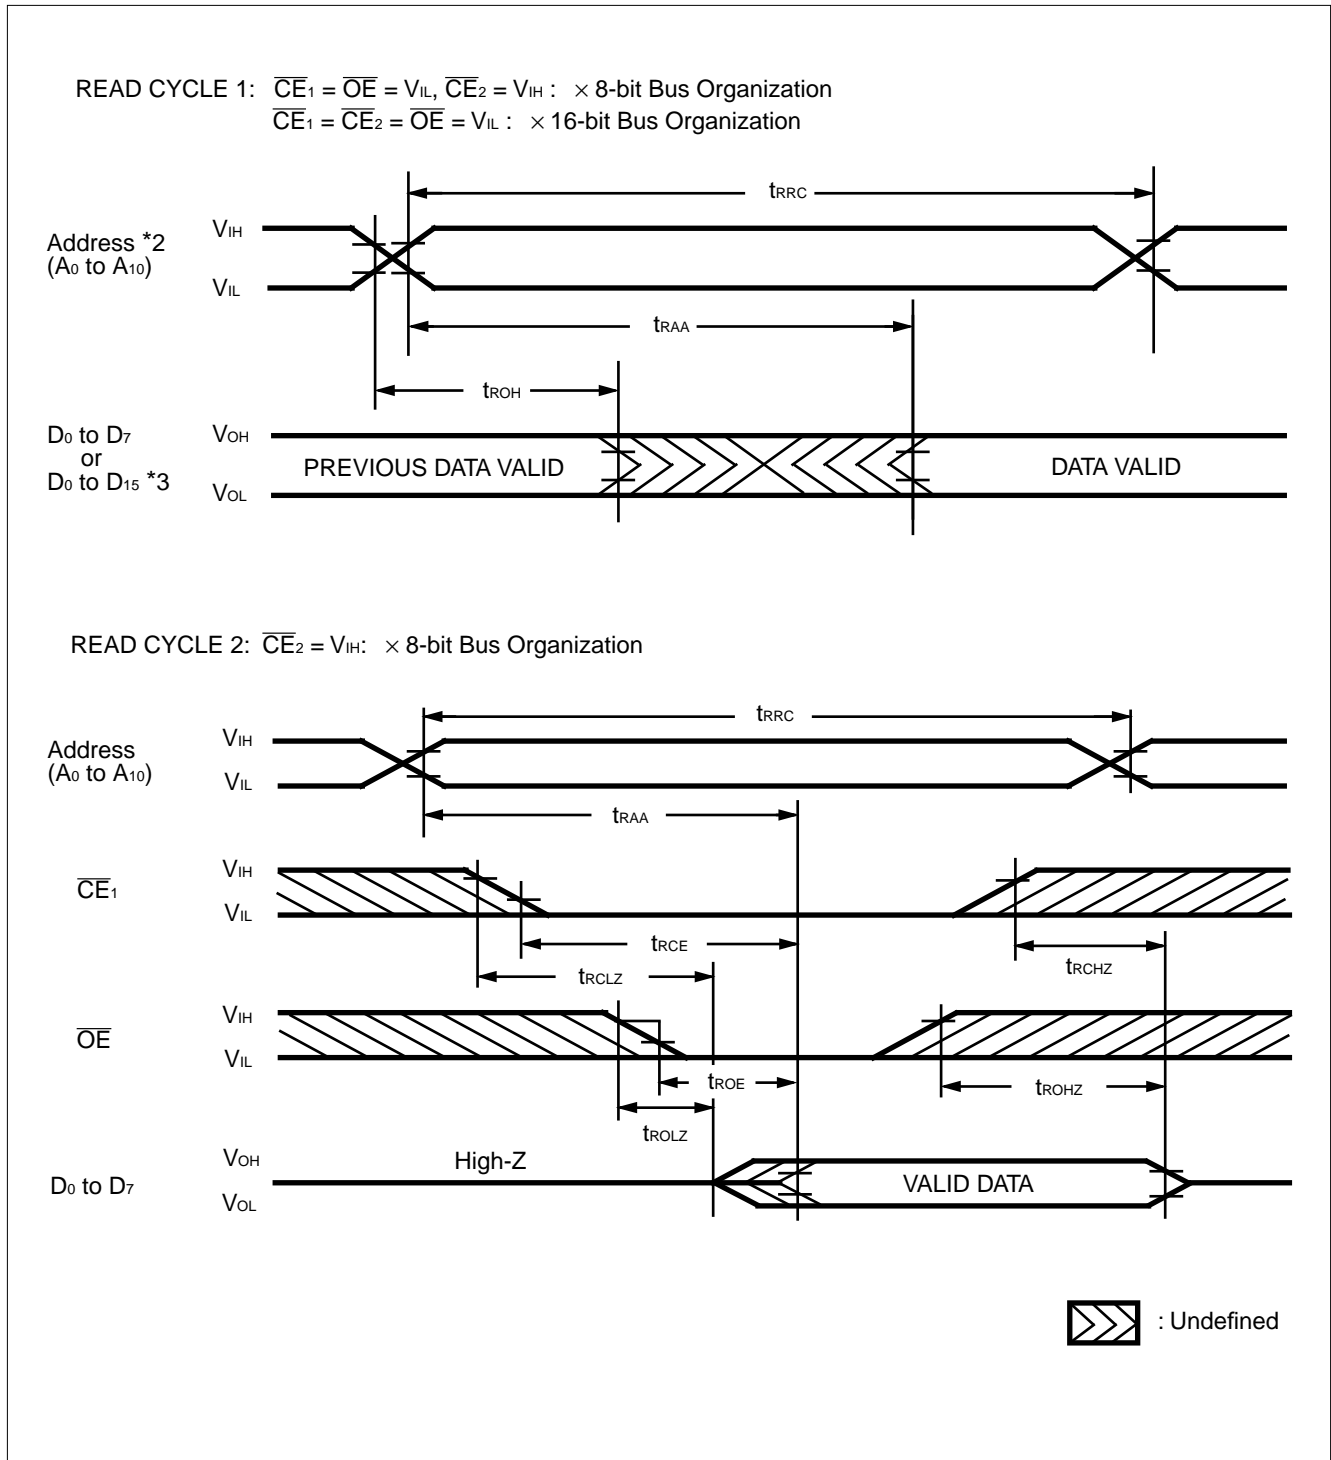 READ CYCLE 1: CE1 = OE = VIL, CE2 = VIH : × 8-bit Bus Organization
CE1 = CE2 = OE = VIL : × 16-bit Bus Organization
tRRC
Address *2
(A0 to A10)
VIH
VIL
tRAA
tROH
D0 to D7
or
D0 to D15 *3
VOH
VOL
PREVIOUS DATA VALID
DATA VALID
READ CYCLE 2: CE2 = VIH: × 8-bit Bus Organization
tRRC
Address
(A0 to A10)
VIH
VIL
tRAA
CE1
VIH
VIL
tRCE
tRCLZ
tRCHZ
OE
VIH
VIL
tROE
tROHZ
tROLZ
D0 to D7
VOH
VOL
High-Z
VALID DATA
: Undefined